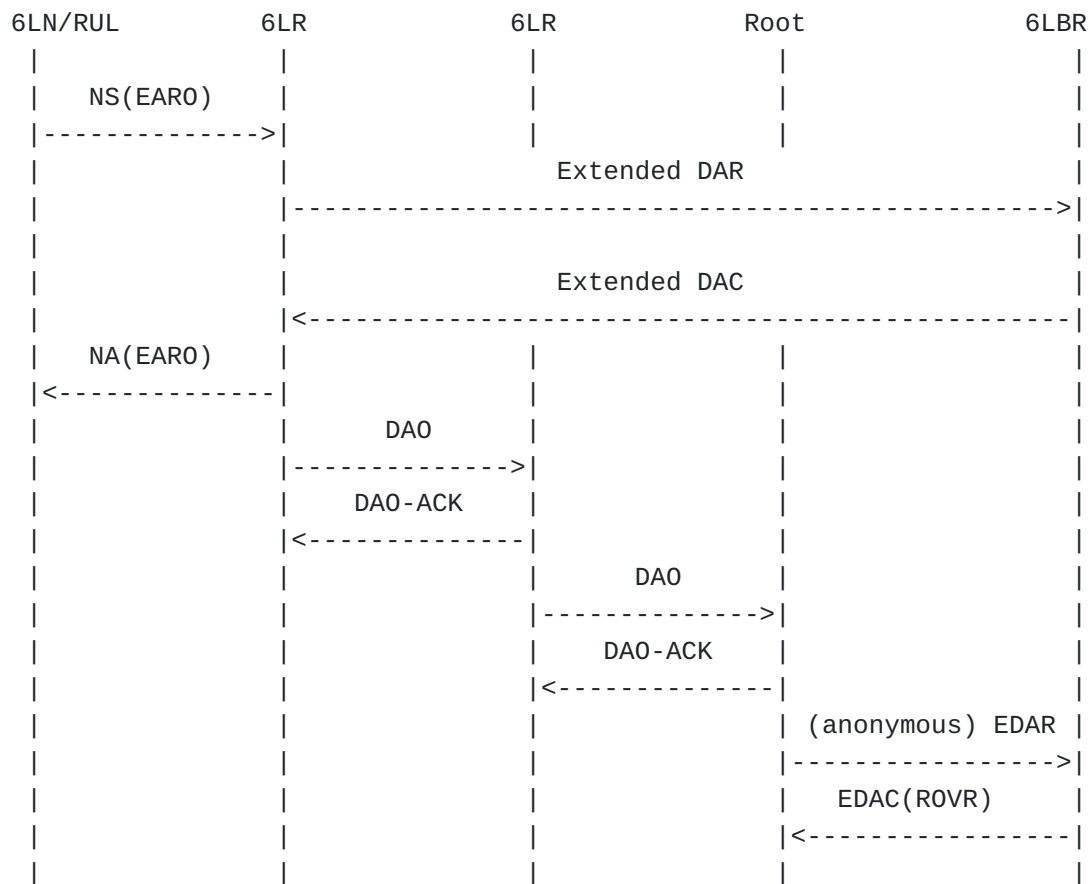 6LN/RUL 6LR 6LR Root 6LBR
NS(EARO)
Extended DAR
Extended DAC
NA(EARO)
DAO
DAO-ACK
DAO
DAO-ACK
(anonymous) EDAR
EDAC(ROVR)